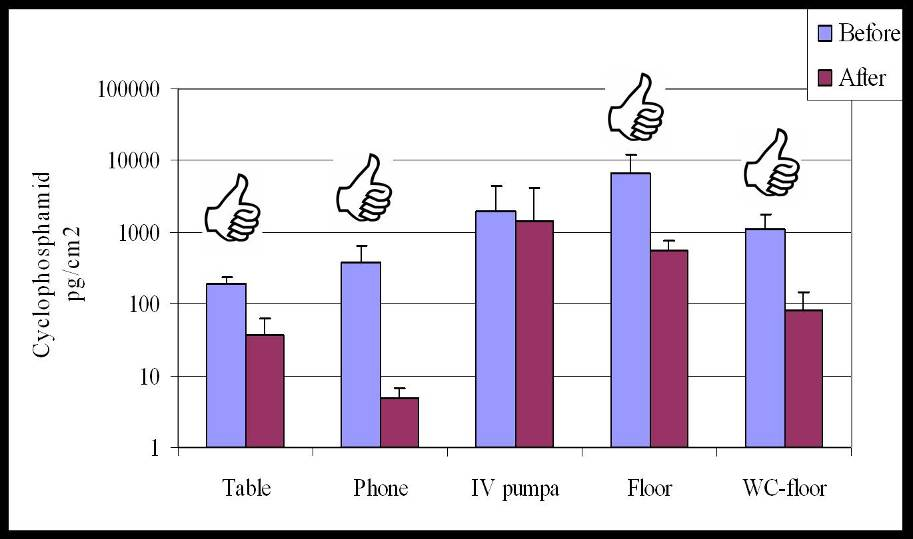 Before
After
100000
10000
1000
100
10
1
Cyclophosphamid
pg/cm2
Table
Phone
IV pumpa
Floor
WC-floor